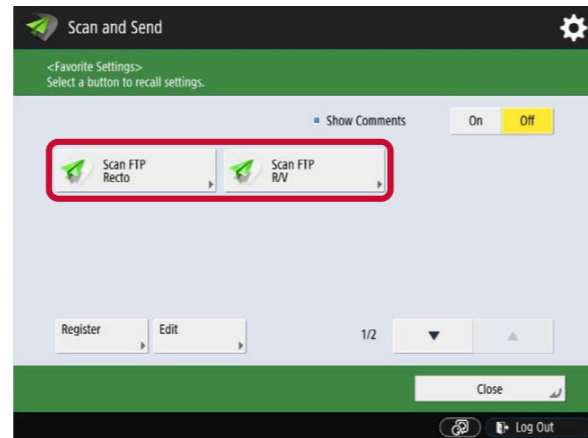 Scan and Send
<Favorite Settings>
Select a button to recall settings.
Show Comments
On
Off
Scan FTP
Recto
Scan FTP
R/V
Register
Edit
1/2
Close
Log Out